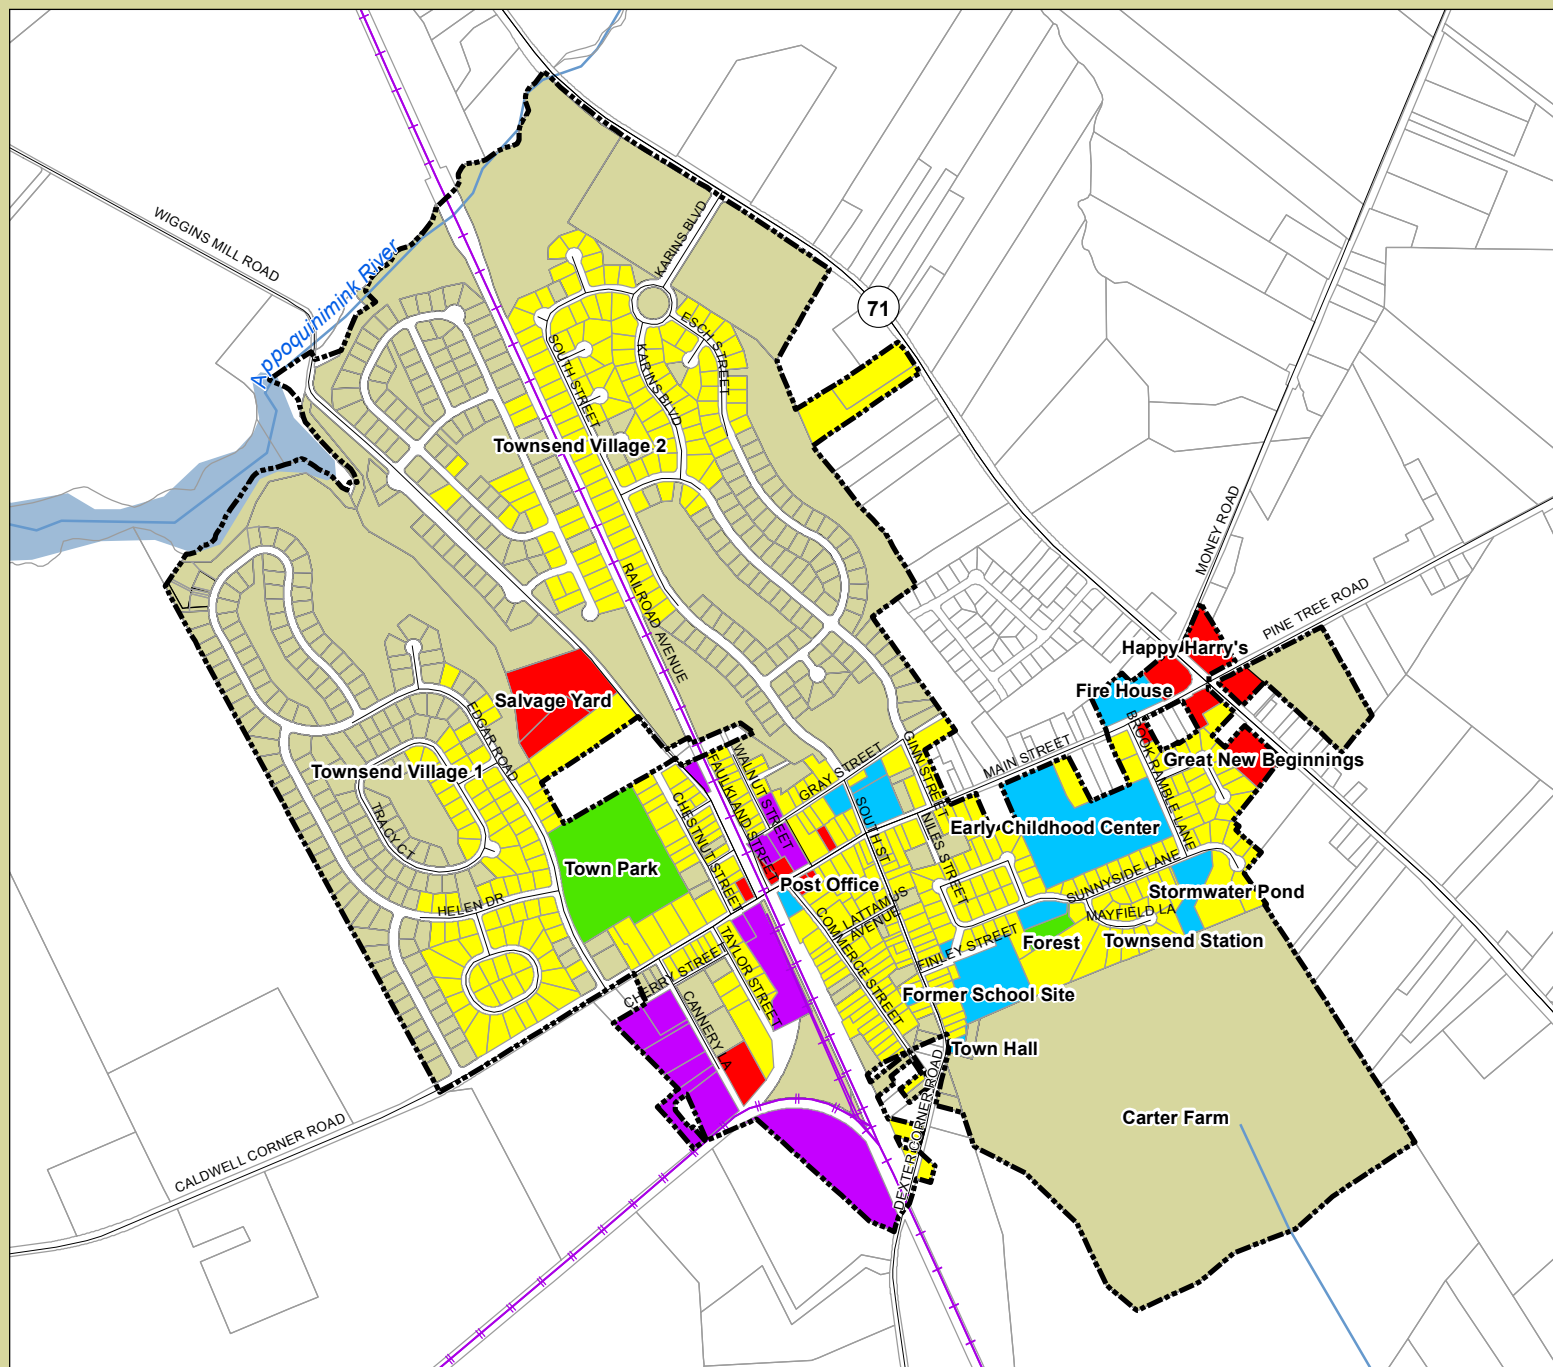 WIGGINS MILL ROAD
Appoquinimink River
KARINS BLVD
71
ESCH STREET
SOUTH STREET
KARINS BLVD
Townsend Village 2
MONEY ROAD
PINE TREE ROAD
RAILROAD AVENUE
Happy Harry's
Fire House
Salvage Yard
EDGAR ROAD
BROOK RAMBLE LANE
GINN STREET
MAIN STREET
Great New Beginnings
Townsend Village 1
WALNUT STREET
FAULKLAND STREET
GRAY STREET
CHESTNUT STREET
SOUTH ST
NILES STREET
TRACY CT
Early Childhood Center
Town Park
Post Office
SUNNYSIDE LANE
Stormwater Pond
HELEN DR
LATTAMUS
AVENUE
MAYFIELD LA
COMMERCE STREET
FINLEY STREET
Forest
Townsend Station
TAYLOR STREET
CHERRY STREET
CANNERY LA
Former School Site
Town Hall
DEXTER CORNER ROAD
Carter Farm
CALDWELL CORNER ROAD